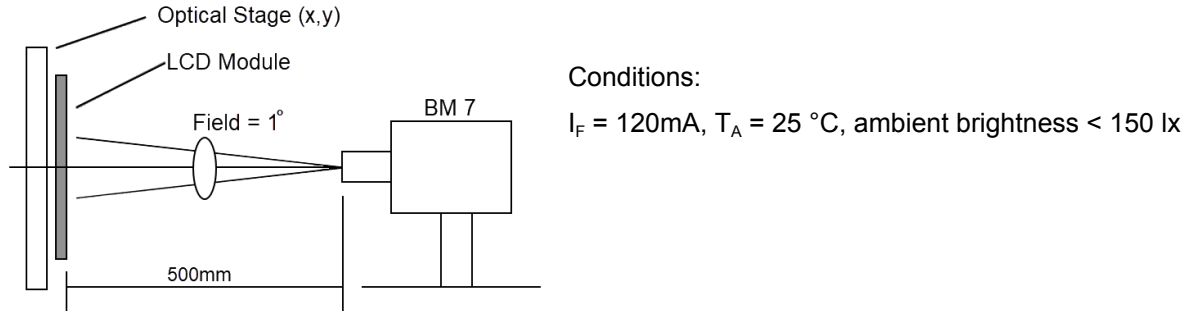 Optical Stage (x,y)
LCD Module
Field = 1°
BM 7
500mm
Conditions:
I_F = 120mA, T_A = 25 °C, ambient brightness < 150 lx